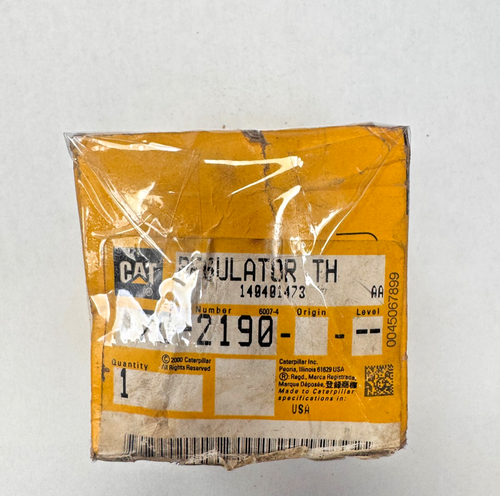 CAT REGULATOR TH
140401473 AA
Number 6007-4 Origin Level
-2190- - --
Quantity
1
© 2000 Caterpillar
All Rights Reserved
Caterpillar Inc.
Peoria, Illinois 61629 USA
® Regd., Marca Registrada,
Marque Déposée, 登録商標
Made to Caterpillar
specifications in:
USA
0045067899